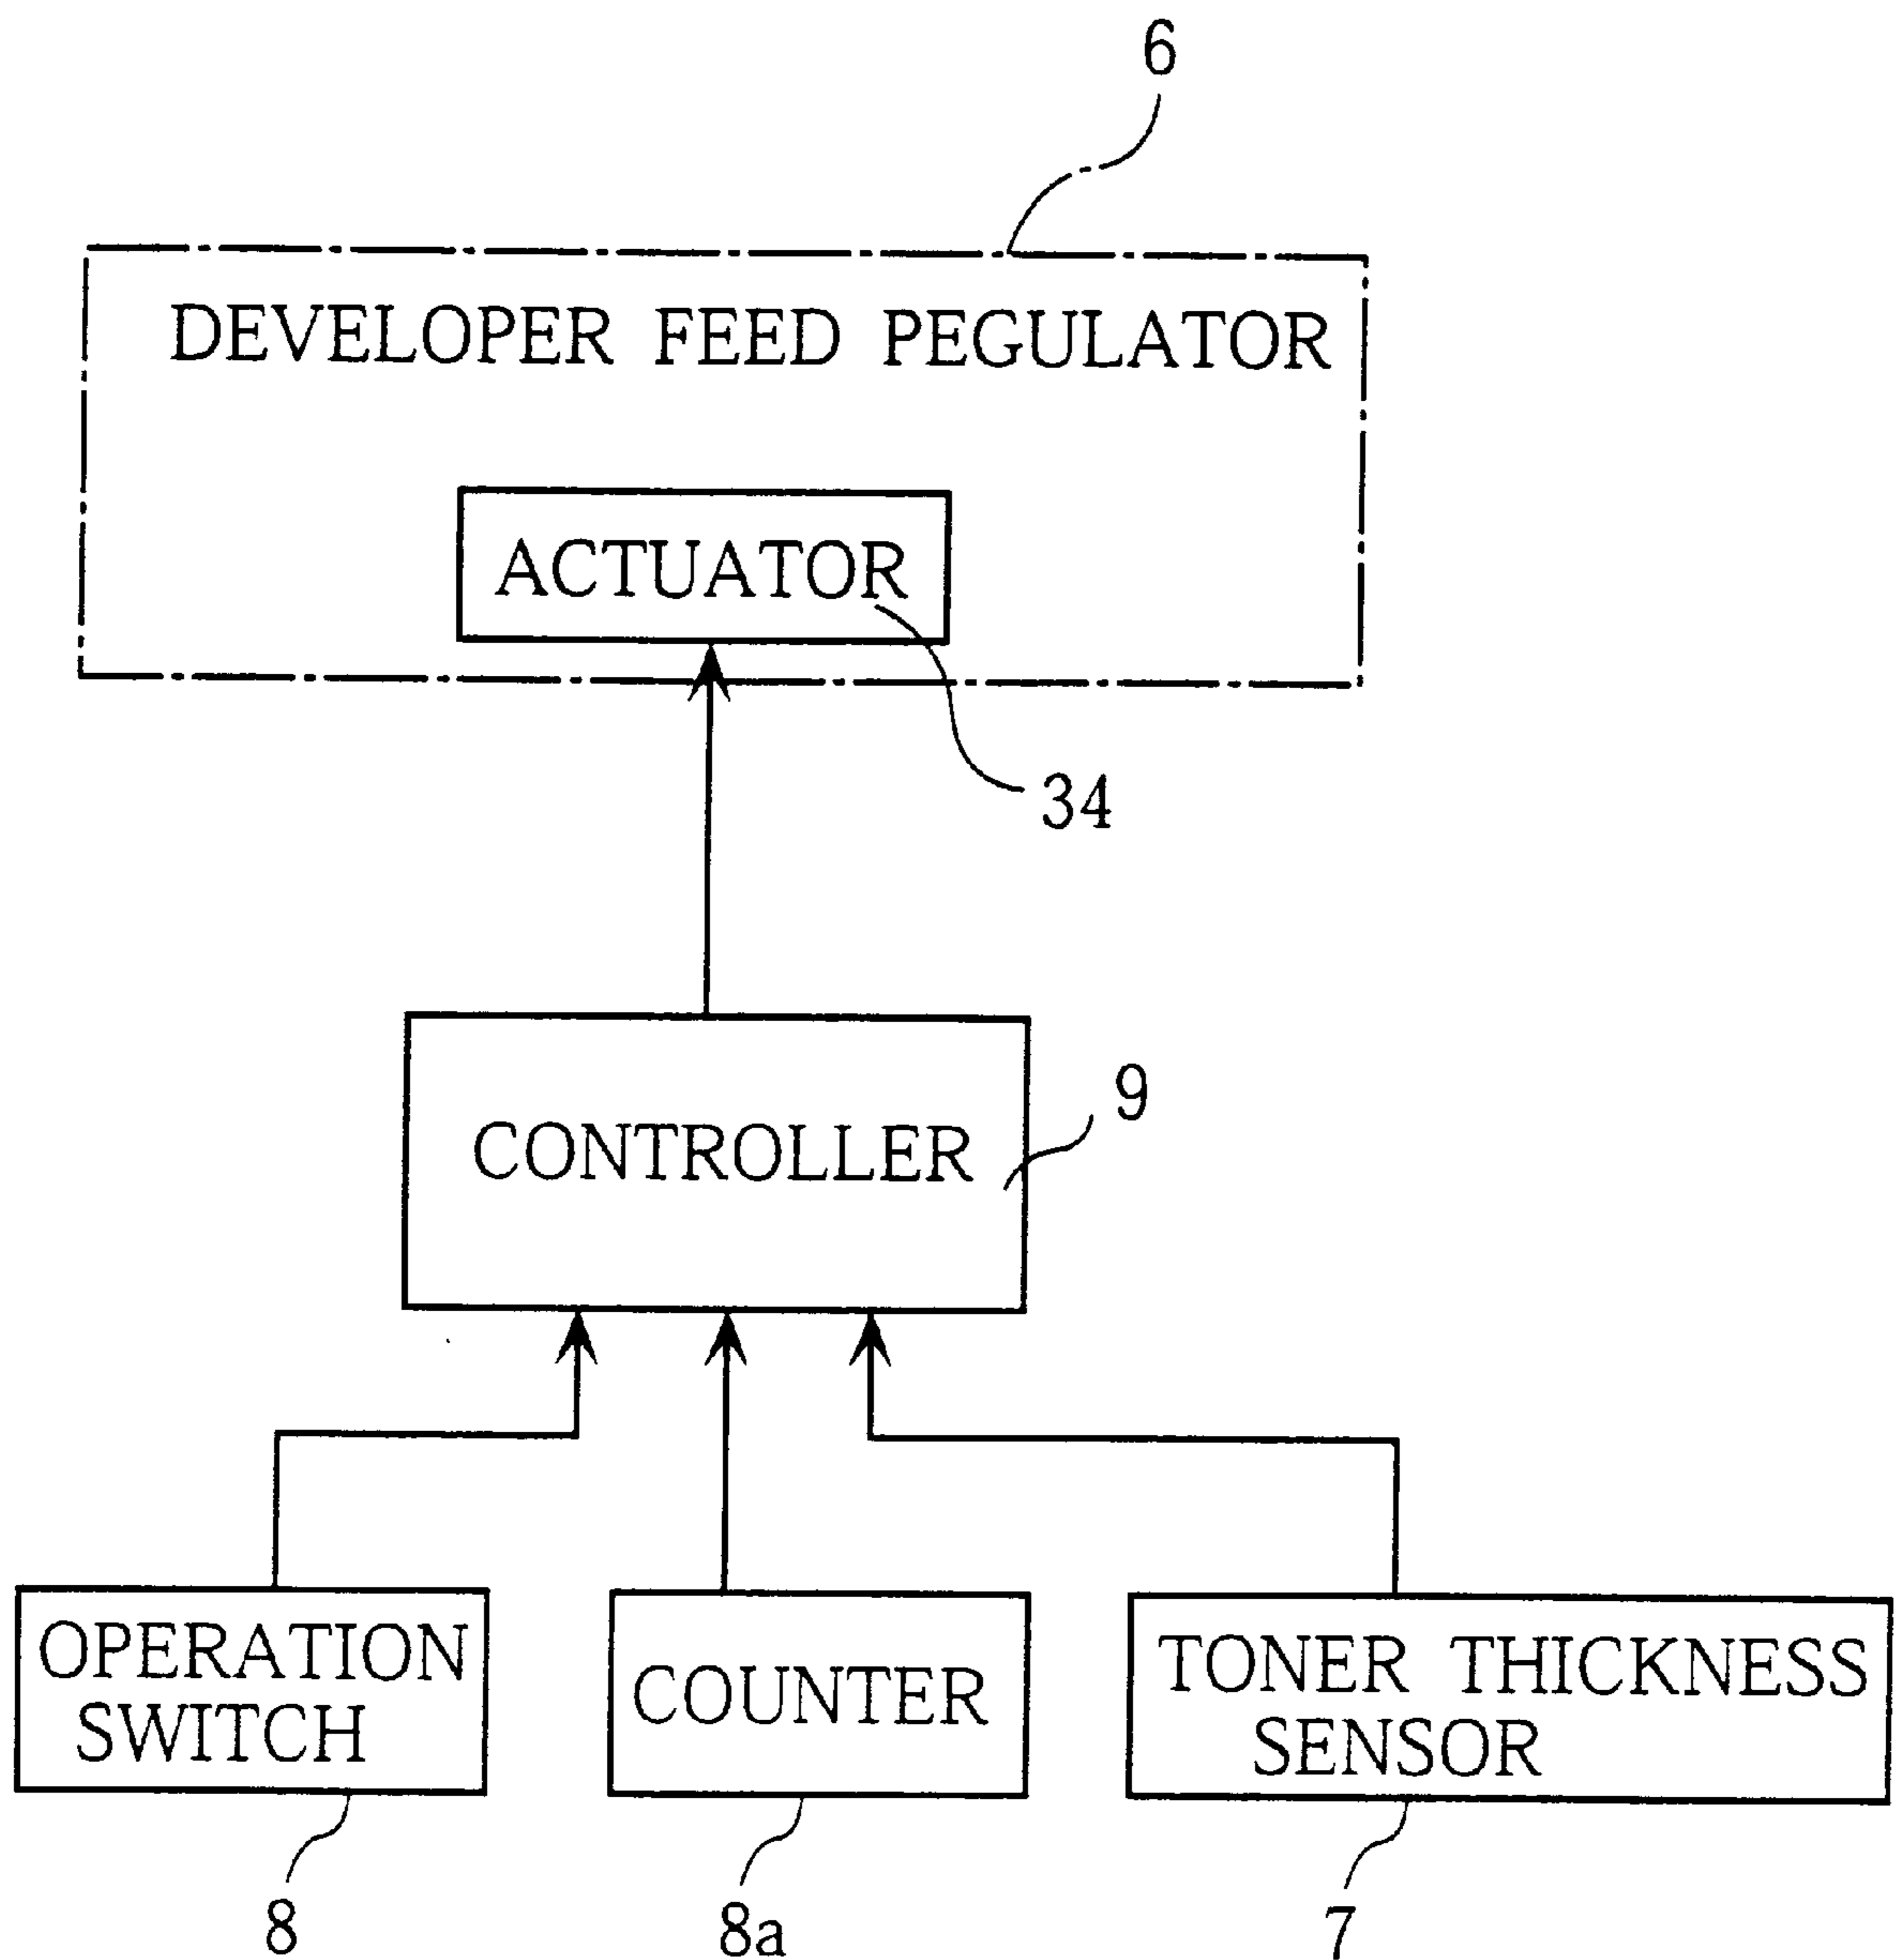 6
DEVELOPER FEED PEGULATOR
ACTUATOR
34
CONTROLLER
9
OPERATION
SWITCH
COUNTER
TONER THICKNESS
SENSOR
8
8a
7